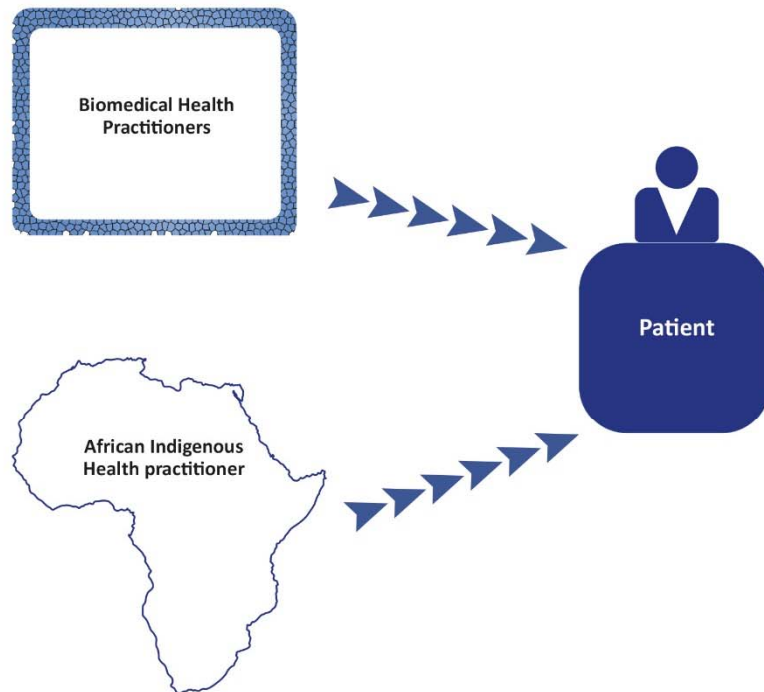 Biomedical Health
Practitioners
Patient
African Indigenous
Health practitioner